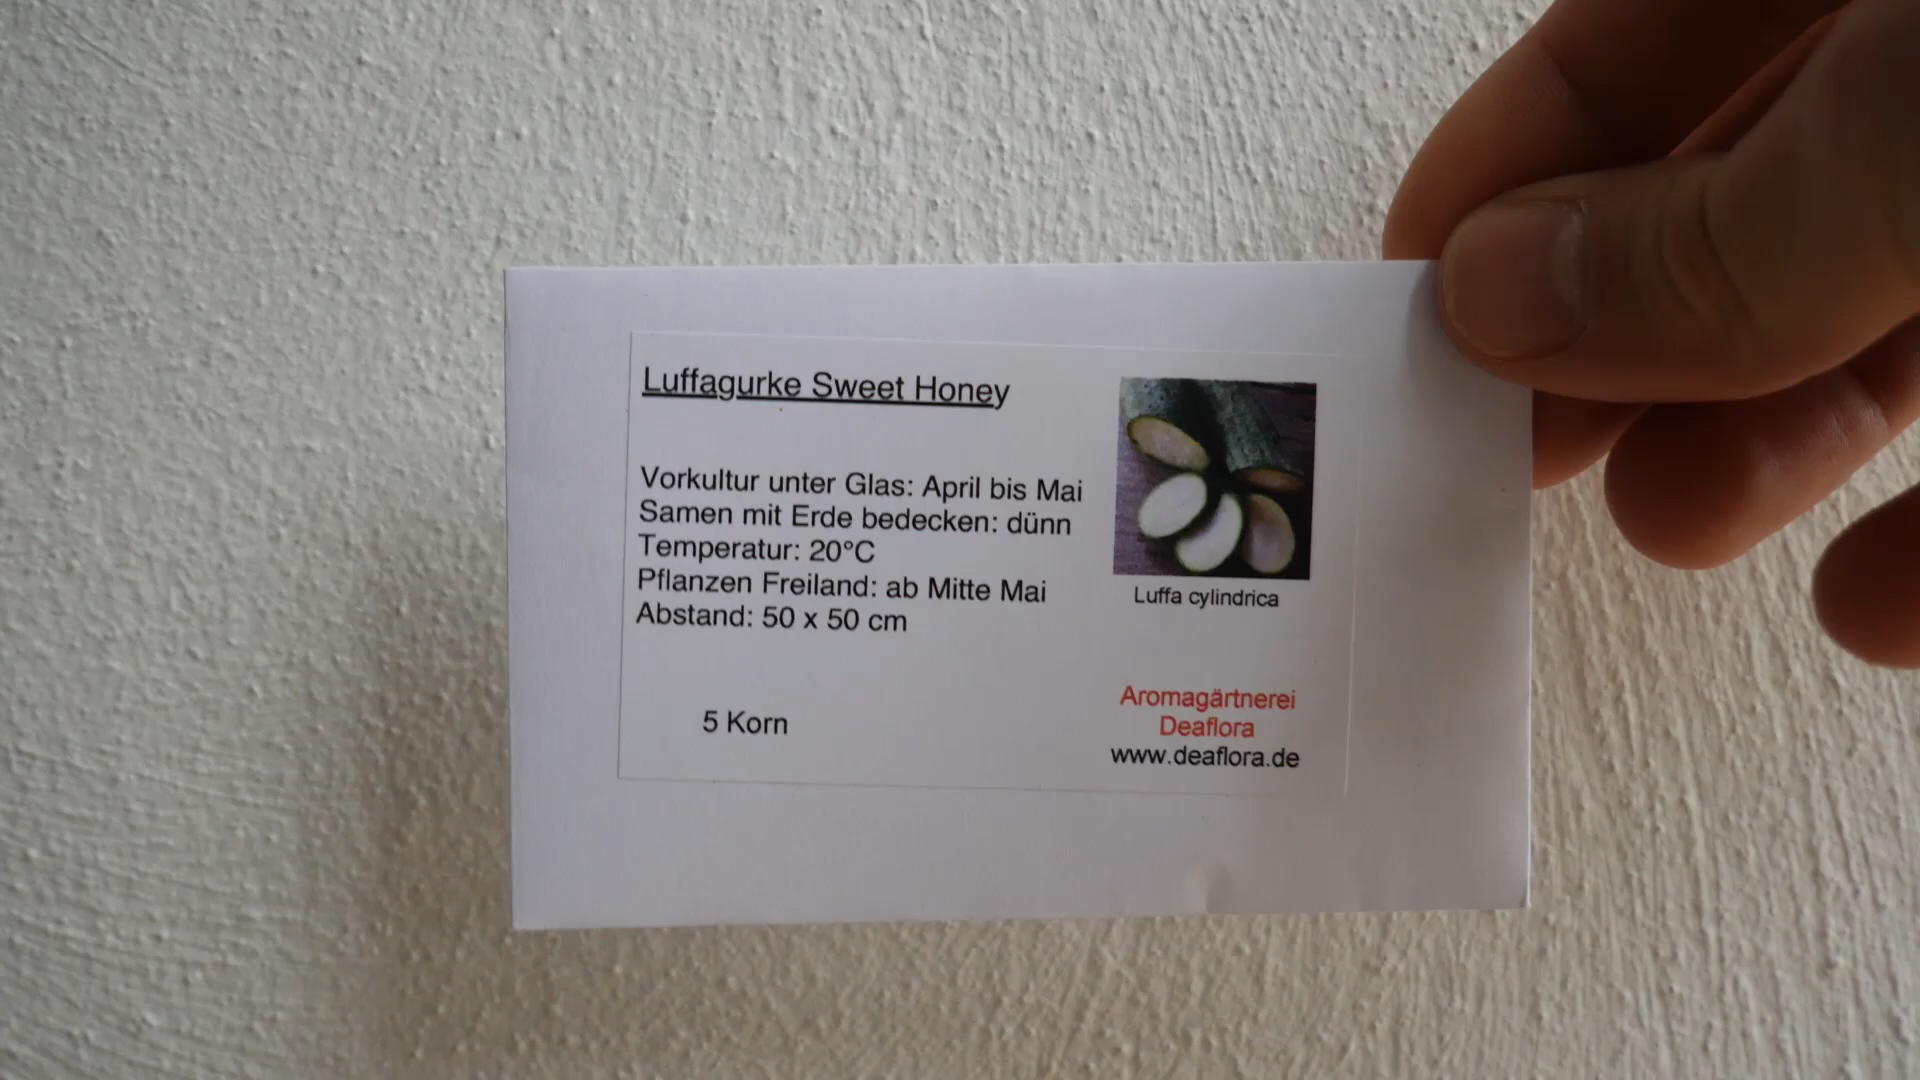 Luffagurke Sweet Honey
Vorkultur unter Glas: April bis Mai
Samen mit Erde bedecken: dünn
Temperatur: 20°C
Pflanzen Freiland: ab Mitte Mai
Abstand: 50 x 50 cm
5 Korn
Luffa cylindrica
Aromagärtnerei
Deaflora
www.deaflora.de